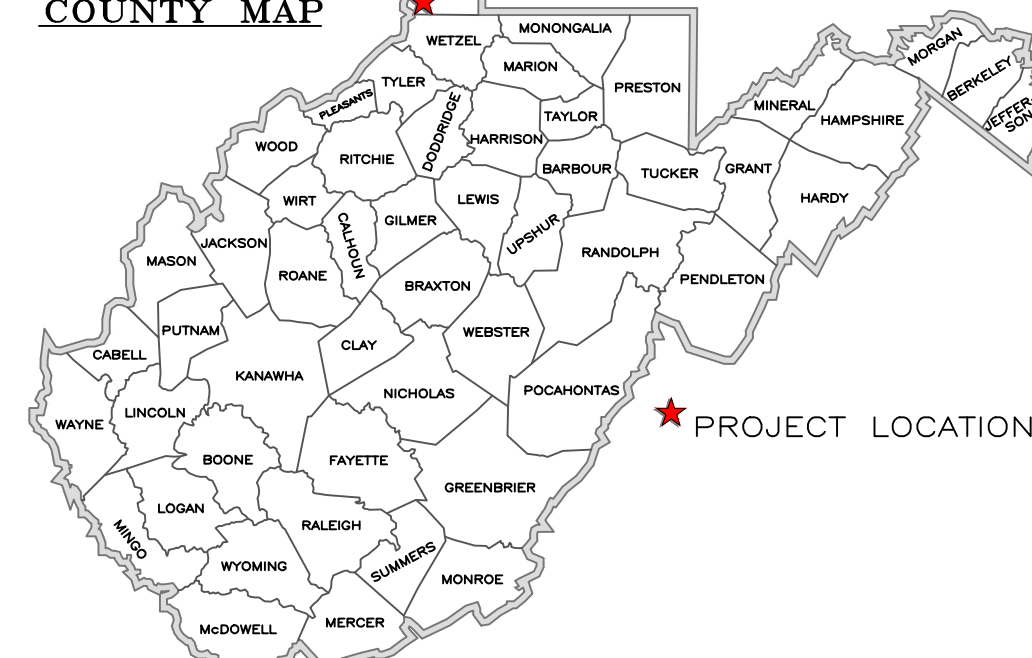 COUNTY MAP
MONONGALIA
WETZEL
MARION
MORGAN
TYLER
BERKELEY
PRESTON
PLEASANTS
DODDRIDGE
TAYLOR
MINERAL
JEFFER-
SON
HAMPSHIRE
HARRISON
WOOD
RITCHIE
BARBOUR
TUCKER
GRANT
WIRT
LEWIS
HARDY
GILMER
CALHOUN
UPSHUR
JACKSON
RANDOLPH
MASON
ROANE
PENDLETON
BRAXTON
PUTNAM
WEBSTER
CLAY
CABELL
KANAWHA
NICHOLAS
POCAHONTAS
LINCOLN
WAYNE
PROJECT LOCATION
BOONE
FAYETTE
GREENBRIER
LOGAN
RALEIGH
MINGO
SUMMERS
WYOMING
MONROE
MERCER
McDOWELL